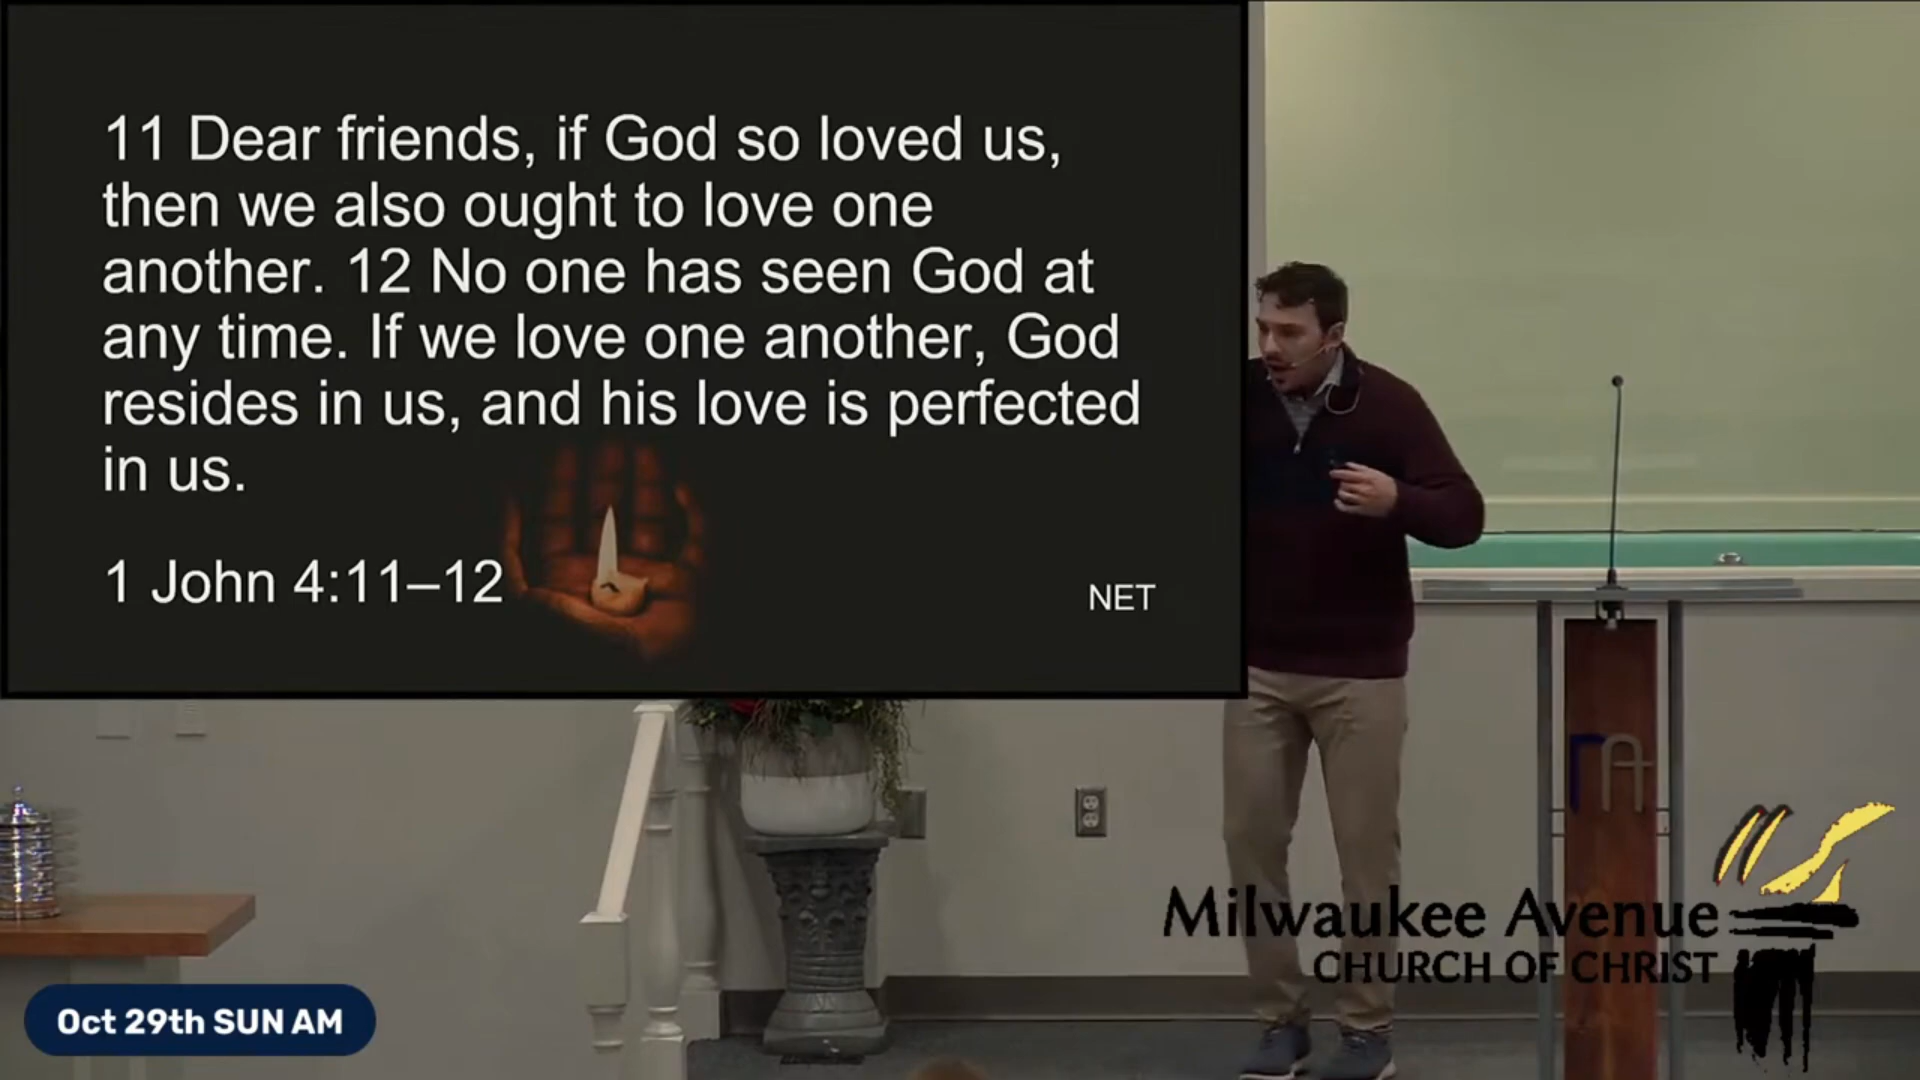 11 Dear friends, if God so loved us,
then we also ought to love one
another. 12 No one has seen God at
any time. If we love one another, God
resides in us, and his love is perfected
in us.
1 John 4:11–12
NET
Milwaukee Avenue
CHURCH OF CHRIST
Oct 29th SUN AM